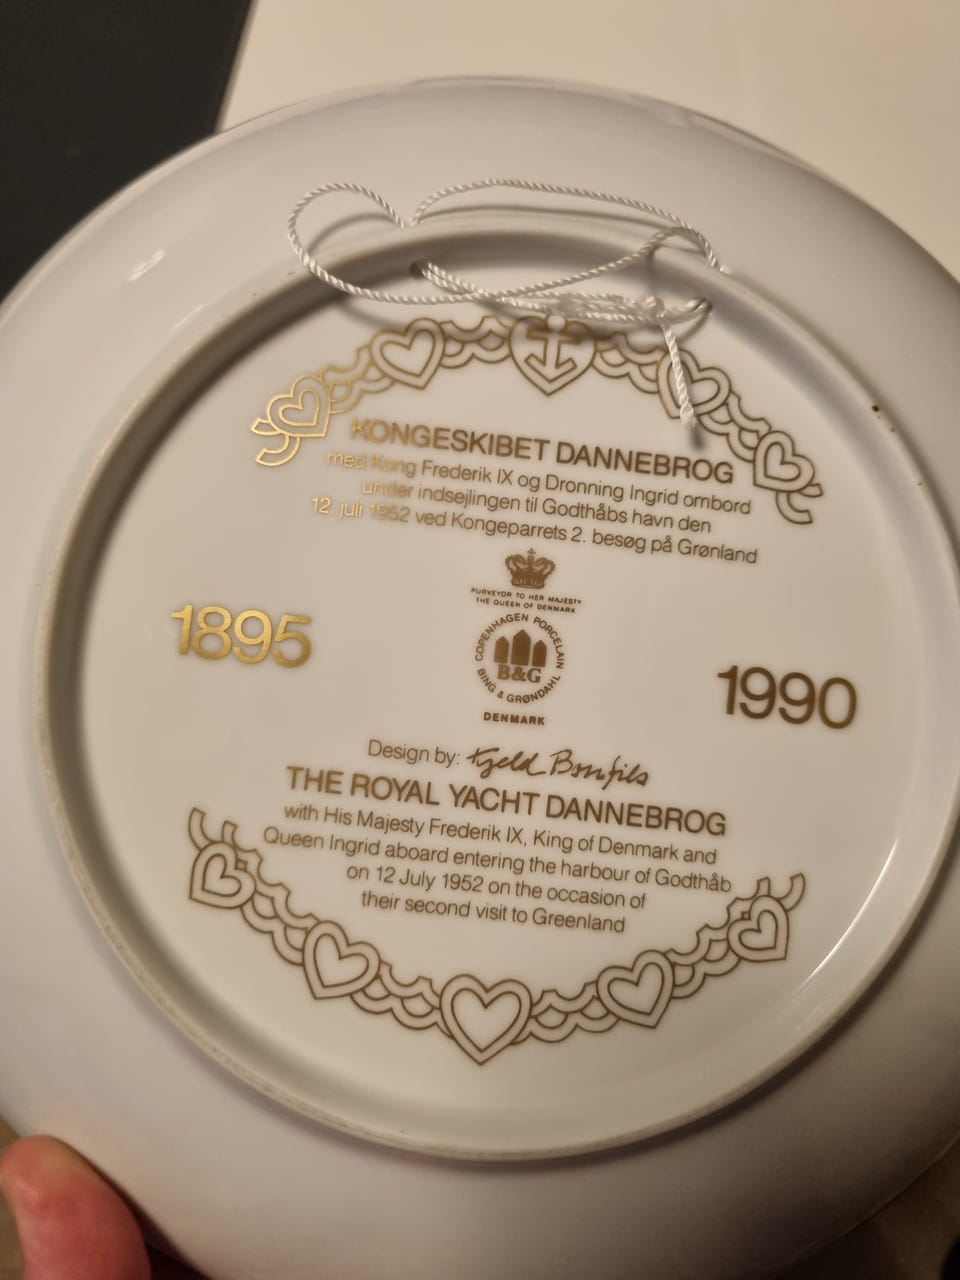 KONGESKIBET DANNEBROG
med Kong Frederik IX og Dronning Ingrid ombord
under indsejlingen til Godthåbs havn den
12. juli 1952 ved Kongeparrets 2. besøg på Grønland
PURVEYOR TO HER MAJESTY
THE QUEEN OF DENMARK
COPENHAGEN PORCELAIN
B&G
BING & GRØNDAHL
DENMARK
1895
1990
Design by: Kjeld Bonfils
THE ROYAL YACHT DANNEBROG
with His Majesty Frederik IX, King of Denmark and
Queen Ingrid aboard entering the harbour of Godthåb
on 12 July 1952 on the occasion of
their second visit to Greenland